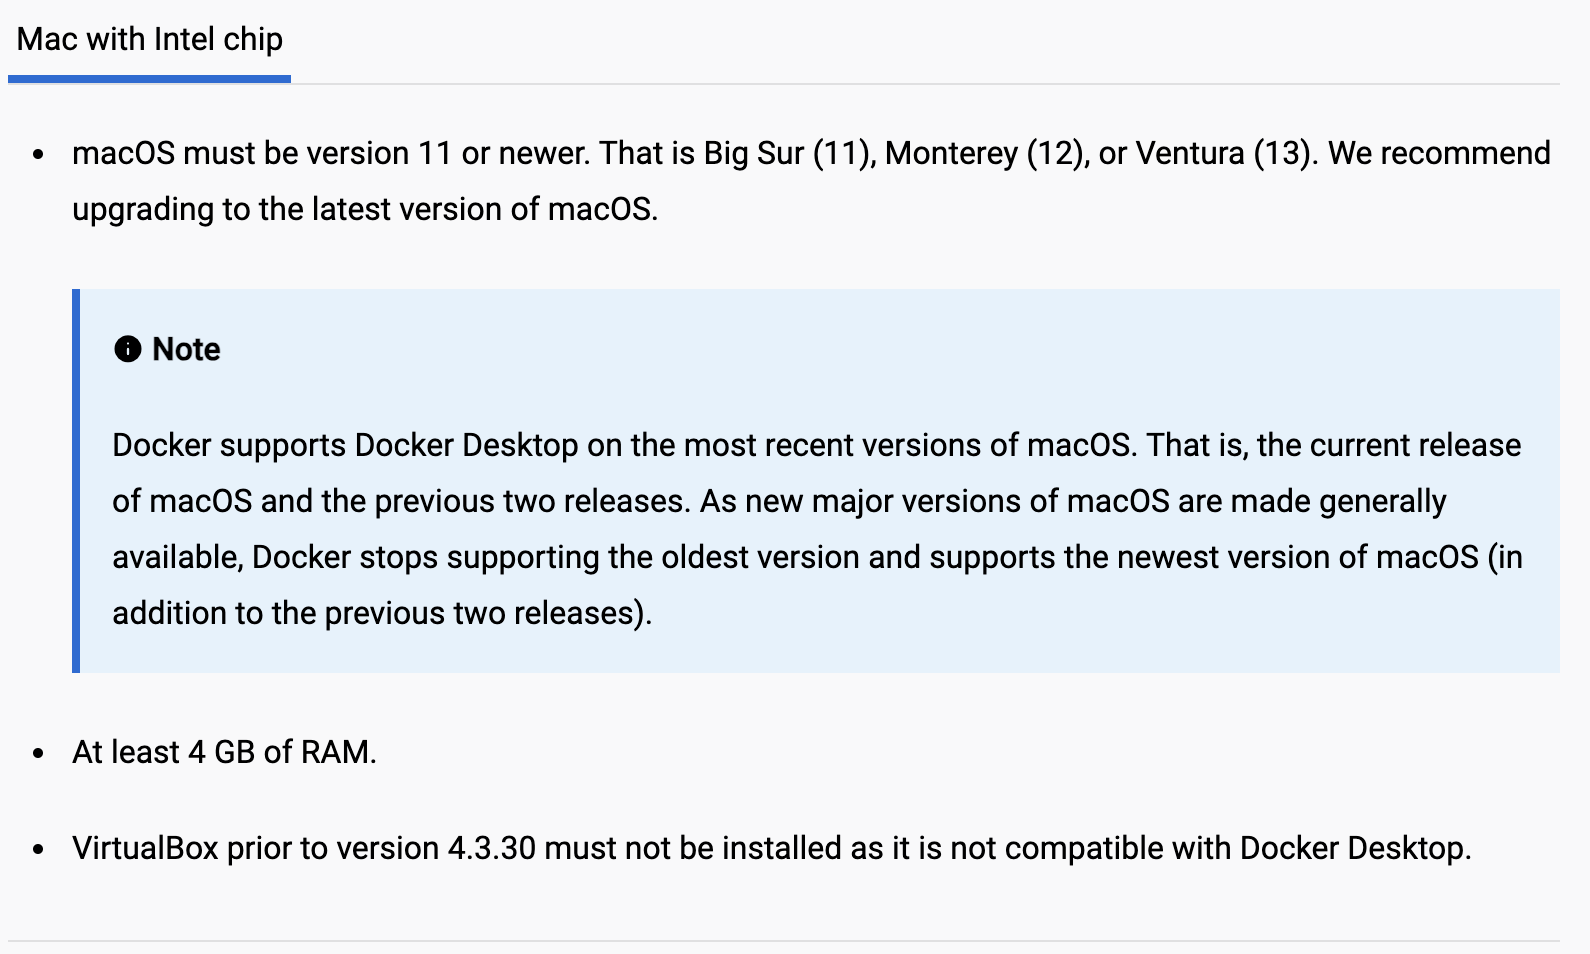 Mac with Intel chip
• macOS must be version 11 or newer. That is Big Sur (11), Monterey (12), or Ventura (13). We recommend
upgrading to the latest version of macOS.
Note
Docker supports Docker Desktop on the most recent versions of macOS. That is, the current release
of macOS and the previous two releases. As new major versions of macOS are made generally
available, Docker stops supporting the oldest version and supports the newest version of macOS (in
addition to the previous two releases).
• At least 4 GB of RAM.
• VirtualBox prior to version 4.3.30 must not be installed as it is not compatible with Docker Desktop.